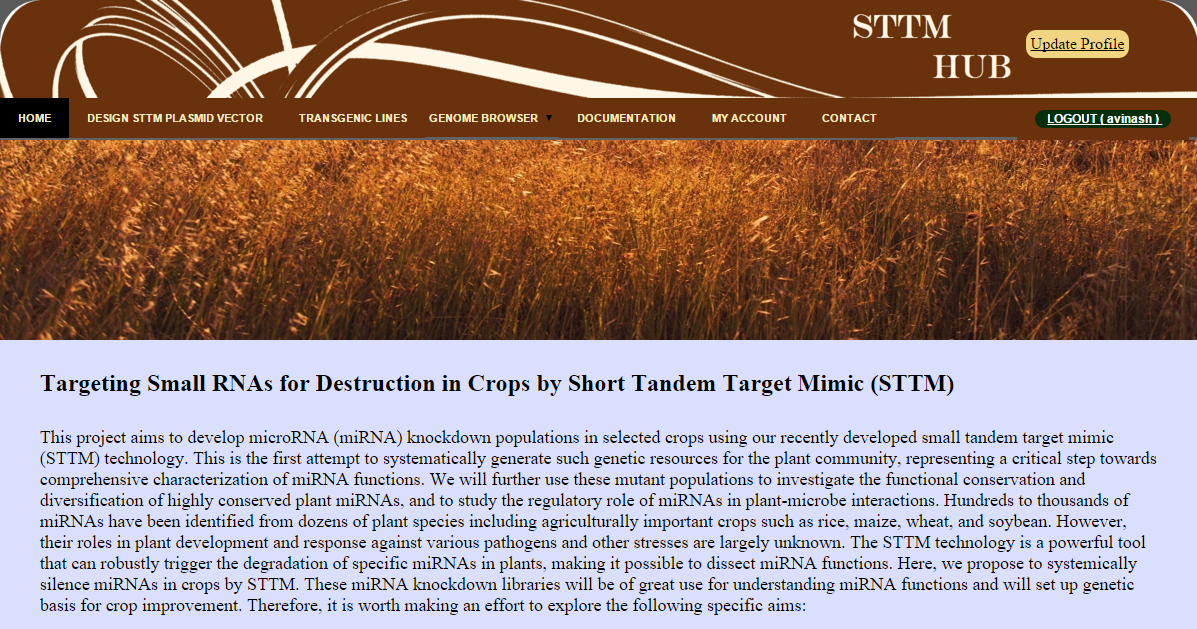 STTM
HUB
Update Profile
HOME DESIGN STTM PLASMID VECTOR TRANSGENIC LINES GENOME BROWSER ▼ DOCUMENTATION MY ACCOUNT CONTACT LOGOUT ( avinash )
Targeting Small RNAs for Destruction in Crops by Short Tandem Target Mimic (STTM)
This project aims to develop microRNA (miRNA) knockdown populations in selected crops using our recently developed small tandem target mimic
(STTM) technology. This is the first attempt to systematically generate such genetic resources for the plant community, representing a critical step towards
comprehensive characterization of miRNA functions. We will further use these mutant populations to investigate the functional conservation and
diversification of highly conserved plant miRNAs, and to study the regulatory role of miRNAs in plant-microbe interactions. Hundreds to thousands of
miRNAs have been identified from dozens of plant species including agriculturally important crops such as rice, maize, wheat, and soybean. However,
their roles in plant development and response against various pathogens and other stresses are largely unknown. The STTM technology is a powerful tool
that can robustly trigger the degradation of specific miRNAs in plants, making it possible to dissect miRNA functions. Here, we propose to systemically
silence miRNAs in crops by STTM. These miRNA knockdown libraries will be of great use for understanding miRNA functions and will set up genetic
basis for crop improvement. Therefore, it is worth making an effort to explore the following specific aims: